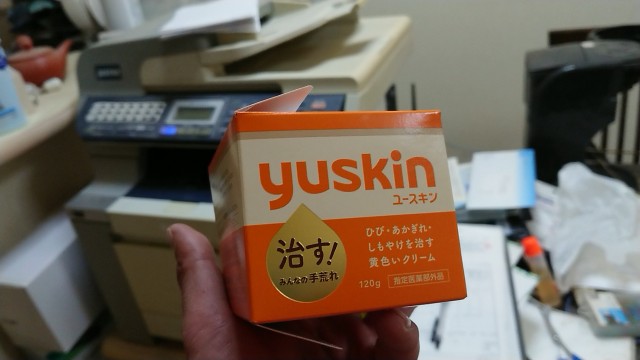 yuskin
ユースキン
ひび・あかぎれ・
しもやけを治す
黄色いクリーム
治す!
みんなの手荒れ
120g 指定医薬部外品